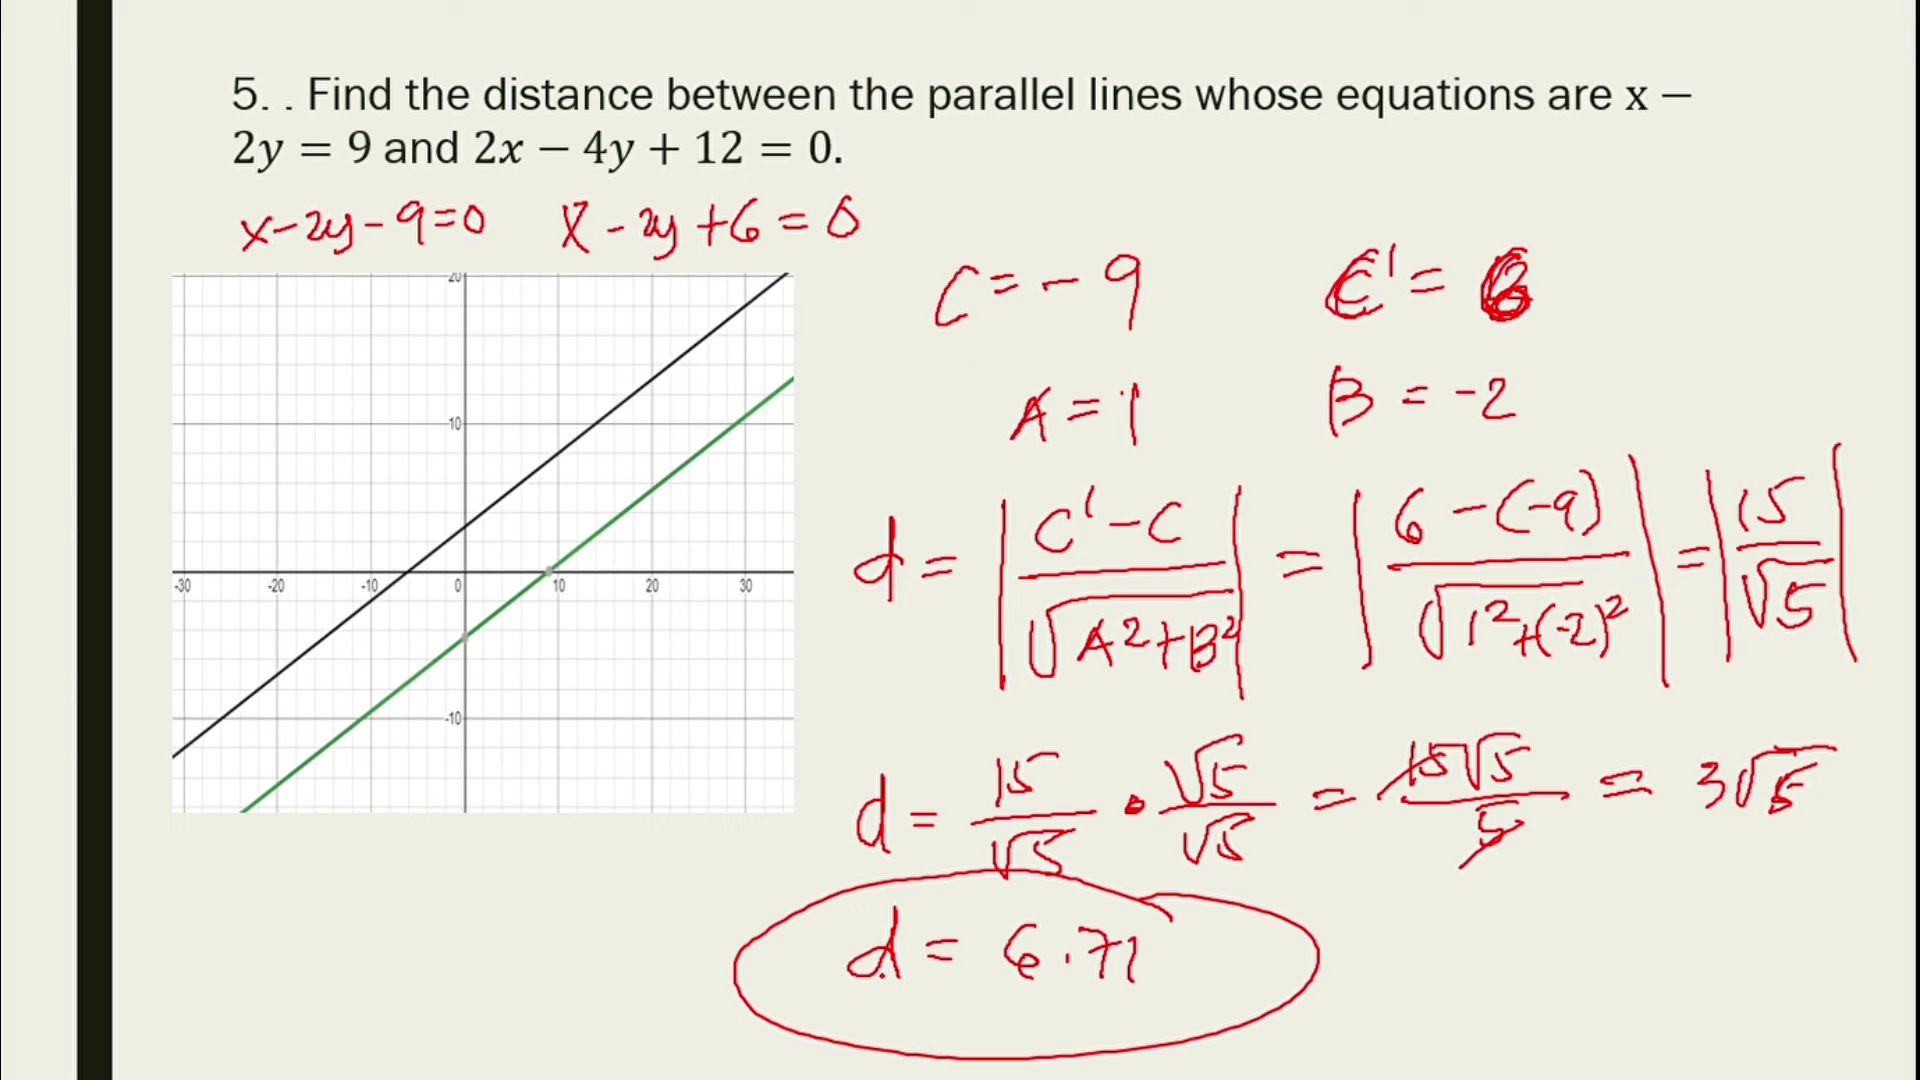 5. . Find the distance between the parallel lines whose equations are x −
2y = 9 and 2x − 4y + 12 = 0.
x-2y-9=0 x-2y+6=0
C=-9 C'=6
A=1 B=-2
d= |C'-C / √A²+B²| = |6-(-9) / √1²+(-2)²| = |15 / √5|
d= 15/√5 • √5/√5 = 15√5/5 = 3√5
d= 6.71
20
10
-30 -20 -10 0 10 20 30
-10